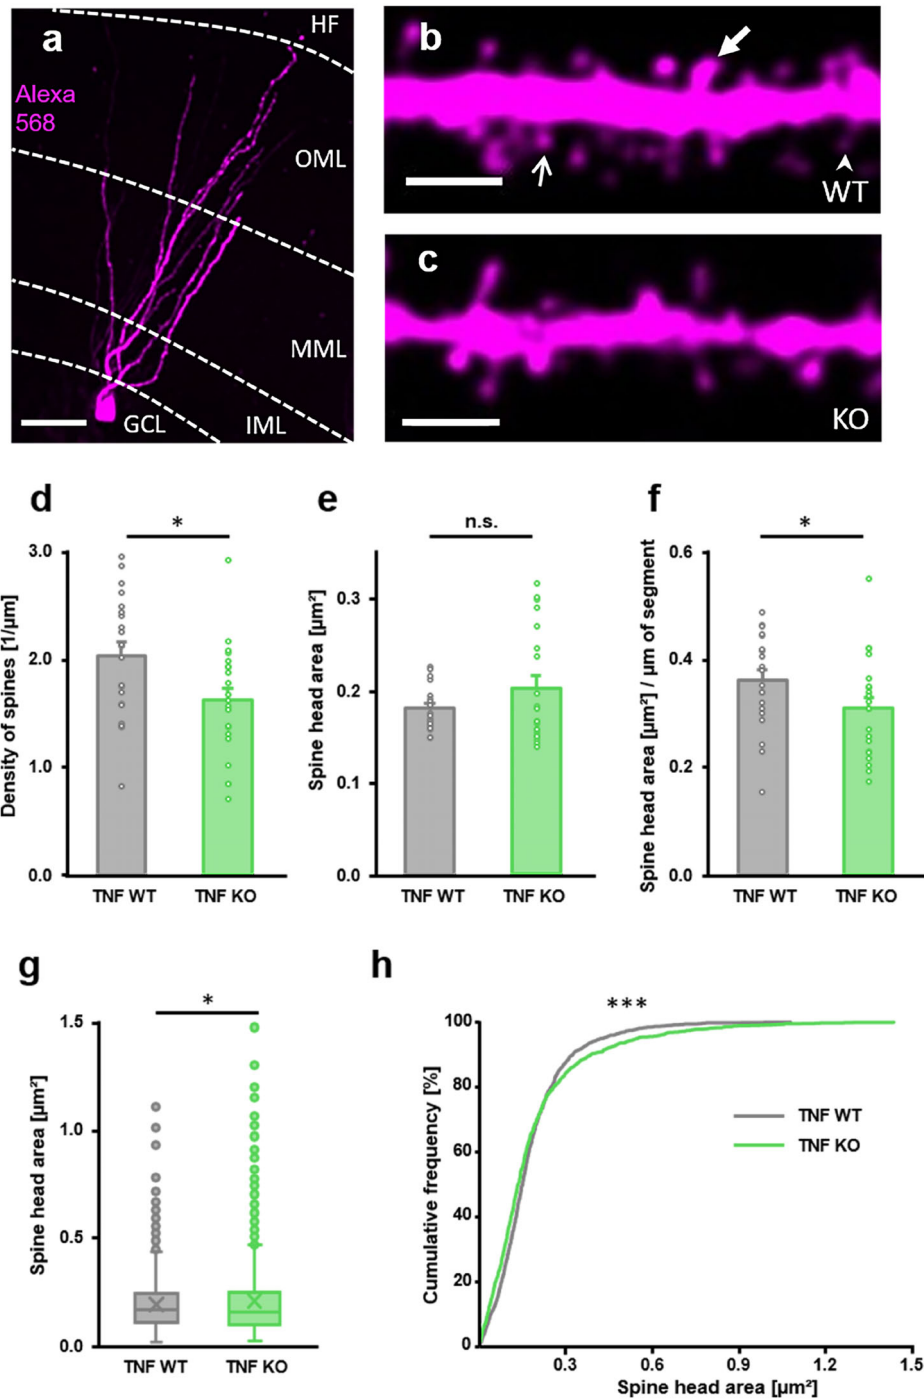 a
HF
Alexa
568
OML
MML
GCL
IML
b
WT
c
KO
d
*
Density of spines [1/μm]
3.0
2.0
1.0
0.0
TNF WT
TNF KO
e
n.s.
Spine head area [μm²]
0.3
0.2
0.1
0.0
TNF WT
TNF KO
f
*
Spine head area [μm²] / μm of segment
0.6
0.4
0.2
0.0
TNF WT
TNF KO
g
*
Spine head area [μm²]
1.5
1.0
0.5
0.0
TNF WT
TNF KO
h
***
Cumulative frequency [%]
100
80
60
40
20
0
TNF WT
TNF KO
0.3 0.6 0.9 1.2 1.5
Spine head area [μm²]